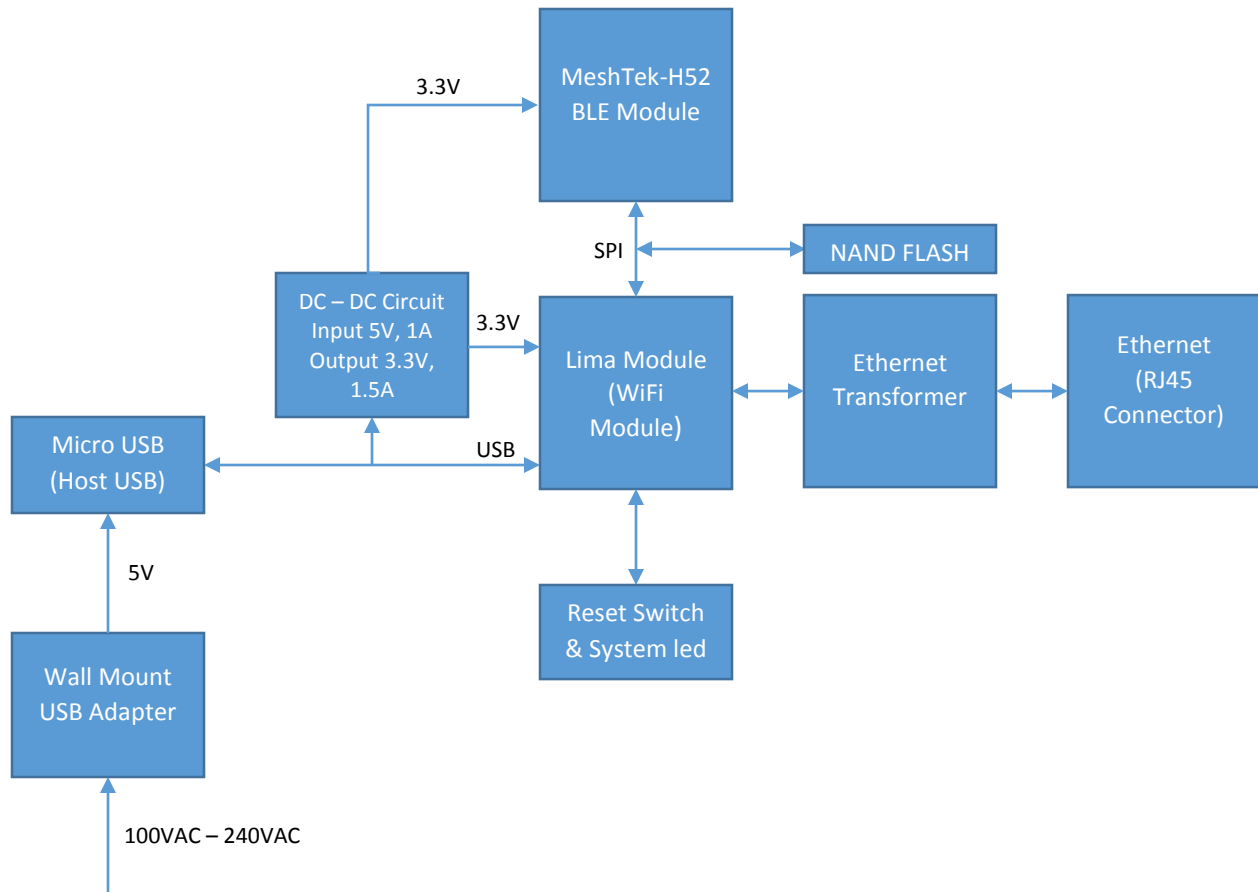 MeshTek-H52
BLE Module
3.3V
SPI
NAND FLASH
DC – DC Circuit
Input 5V, 1A
Output 3.3V,
1.5A
3.3V
Lima Module
(WiFi
Module)
Ethernet
Transformer
Ethernet
(RJ45
Connector)
Micro USB
(Host USB)
USB
5V
Reset Switch
& System led
Wall Mount
USB Adapter
100VAC – 240VAC